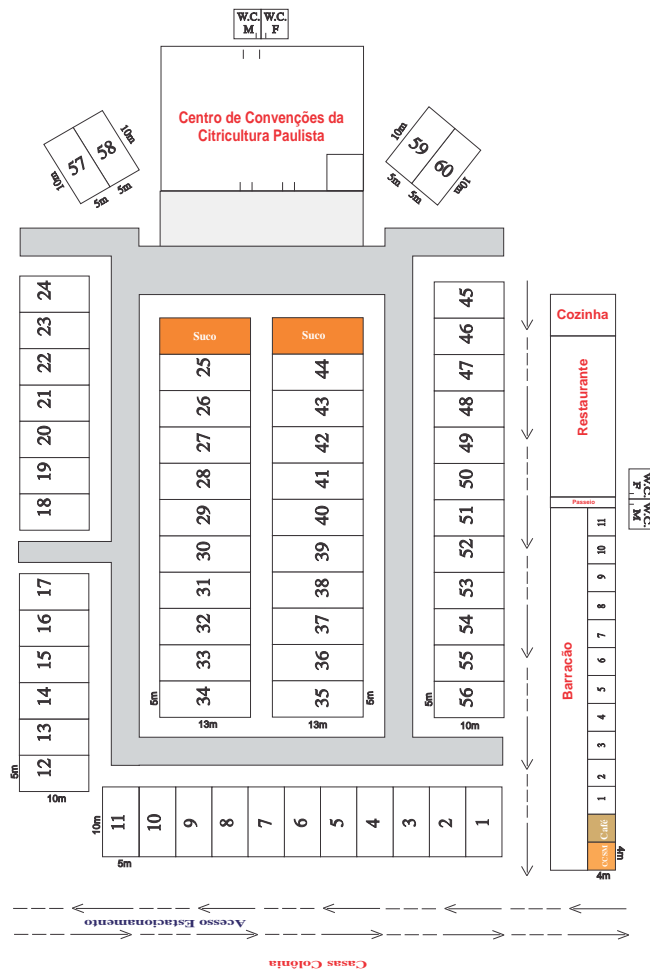 W.C. W.C.
M F
Centro de Convenções da
Citricultura Paulista
57 58
10m
10m
5m 5m
59 60
10m
10m
5m 5m
24
23
22
21
20
19
18
17
16
15
14
13
12
5m
10m
Suco
25
26
27
28
29
30
31
32
33
34
5m
13m
Suco
44
43
42
41
40
39
38
37
36
35
5m
13m
45
46
47
48
49
50
51
52
53
54
55
56
5m
10m
Cozinha
Restaurante
Passeio
W.C. W.C.
F M
Barracão
11
10
9
8
7
6
5
4
3
2
1
Café
CCSM
4m
4m
10m
11 10 9 8 7 6 5 4 3 2 1
5m
Acesso Estacionamento
Casas Colônia